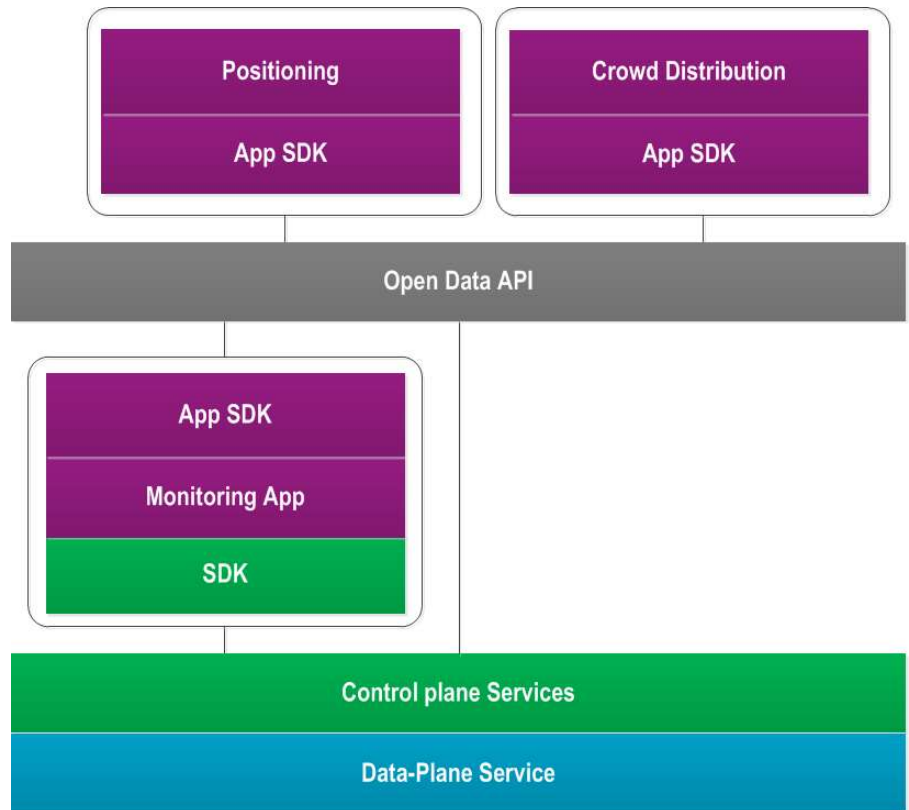 Positioning
App SDK
Crowd Distribution
App SDK
Open Data API
App SDK
Monitoring App
SDK
Control plane Services
Data-Plane Service